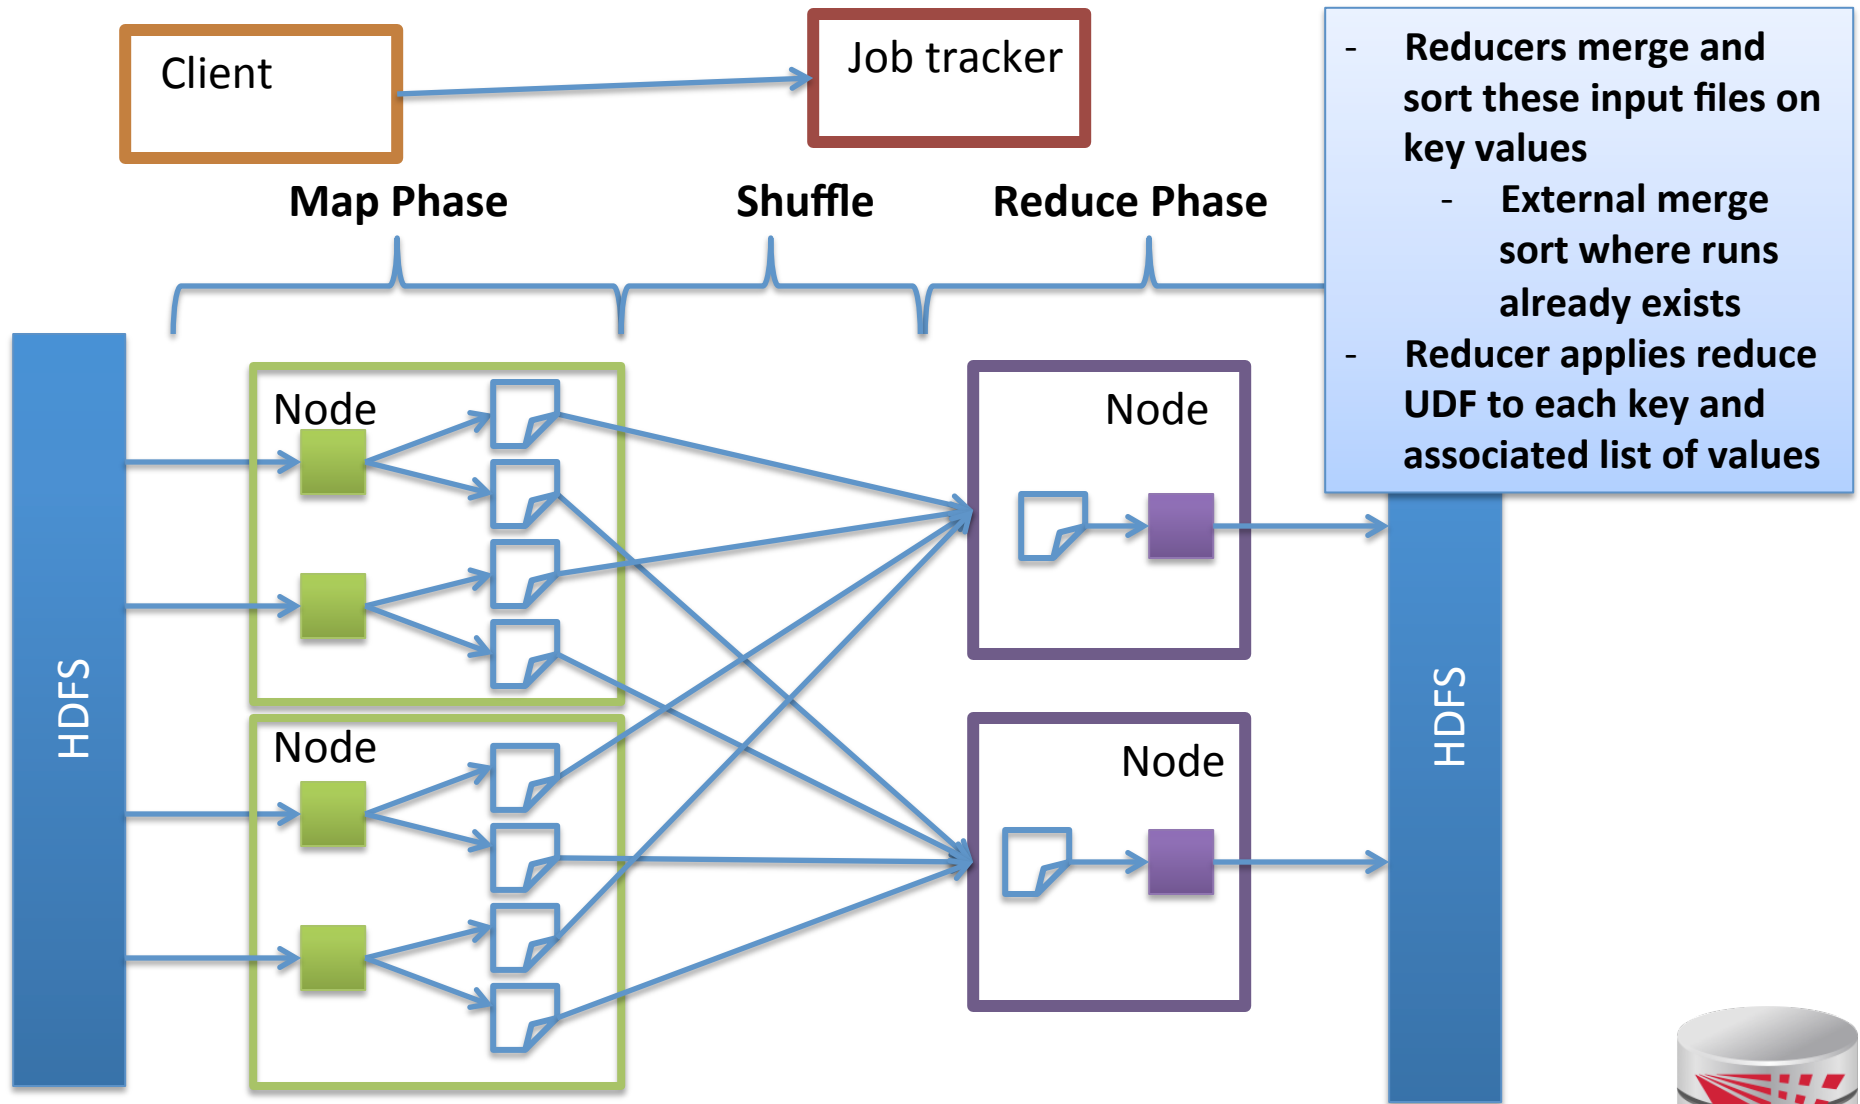 Client
Job tracker
Map Phase
Shuffle
Reduce Phase
- Reducers merge and
sort these input files on
key values
- External merge
sort where runs
already exists
- Reducer applies reduce
UDF to each key and
associated list of values
HDFS
Node
Node
Node
Node
HDFS